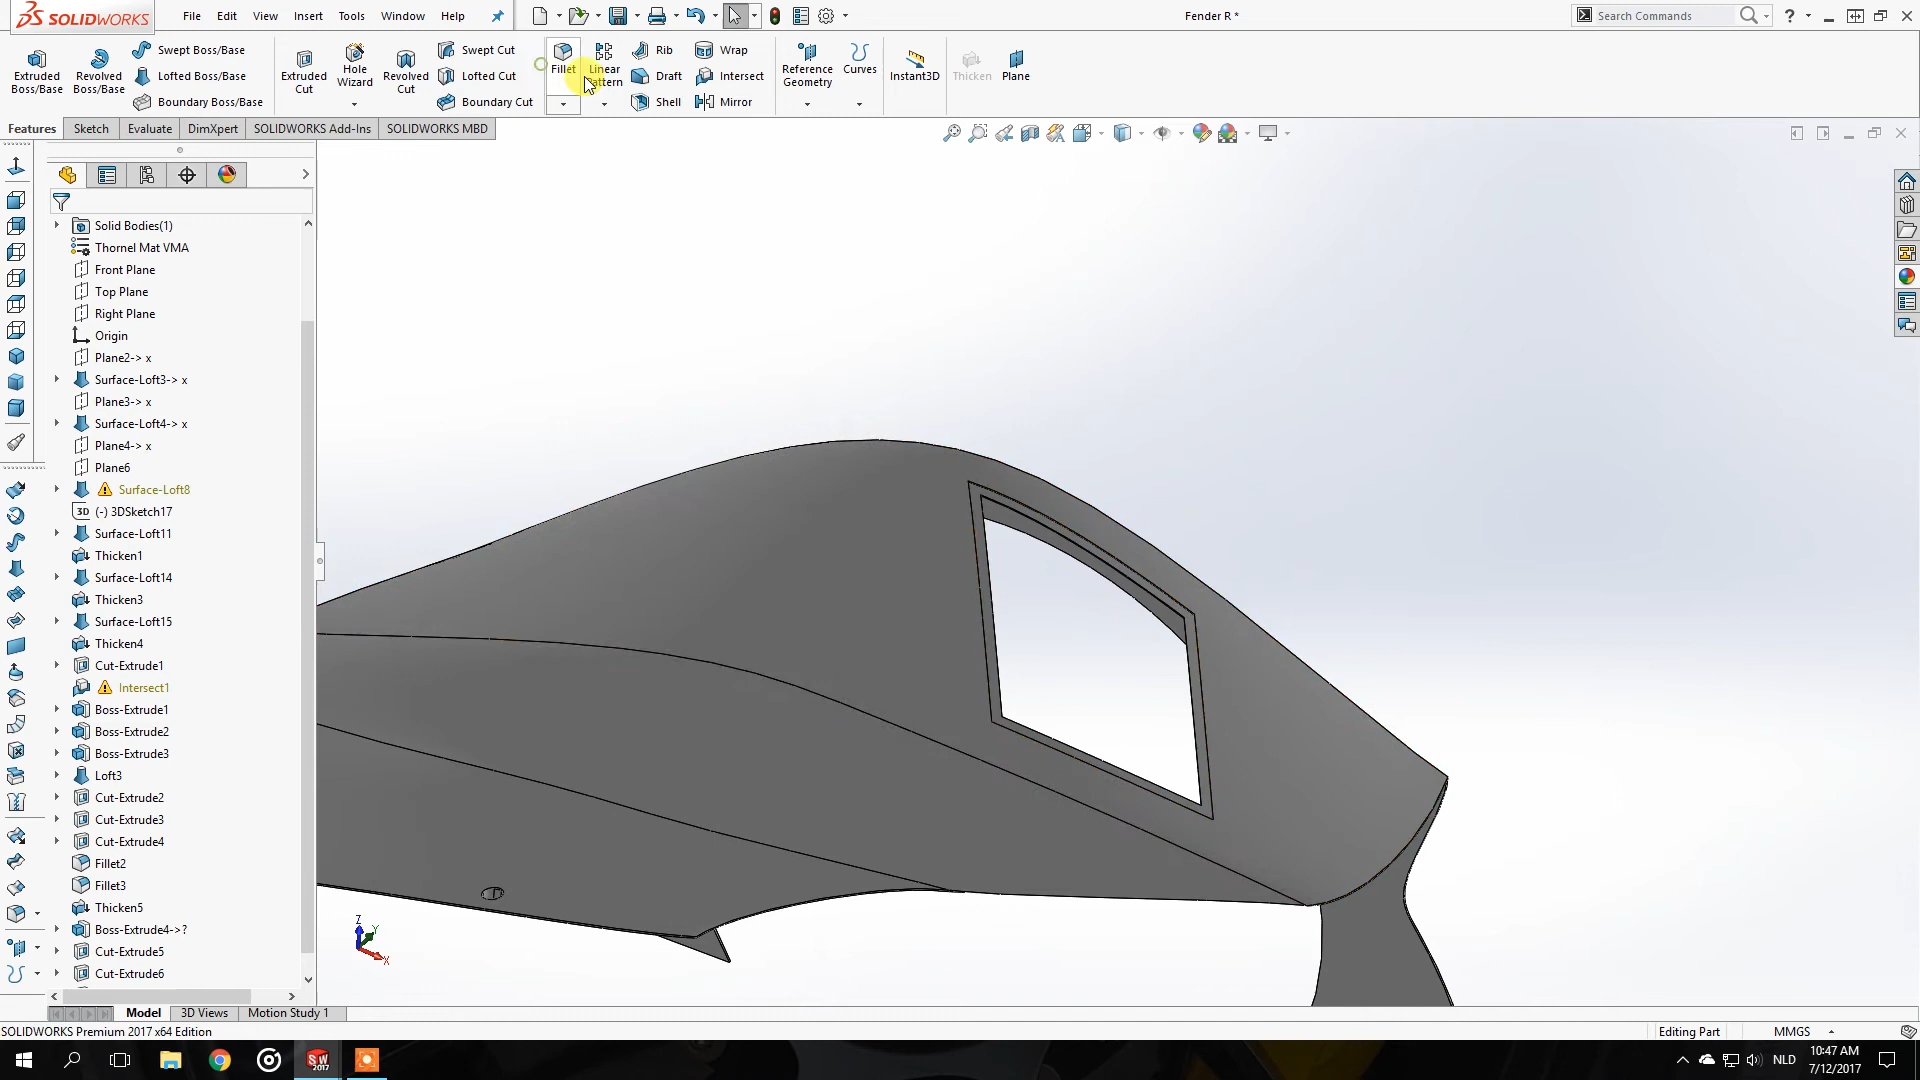 SOLIDWORKS
File Edit View Insert Tools Window Help
Fender R *
Search Commands
Extruded Boss/Base
Revolved Boss/Base
Swept Boss/Base
Lofted Boss/Base
Boundary Boss/Base
Extruded Cut
Hole Wizard
Revolved Cut
Swept Cut
Lofted Cut
Boundary Cut
Fillet
Linear Pattern
Rib
Draft
Shell
Wrap
Intersect
Mirror
Reference Geometry
Curves
Instant3D
Thicken
Plane
Features Sketch Evaluate DimXpert SOLIDWORKS Add-Ins SOLIDWORKS MBD
Solid Bodies(1)
Thornel Mat VMA
Front Plane
Top Plane
Right Plane
Origin
Plane2-> x
Surface-Loft3-> x
Plane3-> x
Surface-Loft4-> x
Plane4-> x
Plane6
Surface-Loft8
3D (-) 3DSketch17
Surface-Loft11
Thicken1
Surface-Loft14
Thicken3
Surface-Loft15
Thicken4
Cut-Extrude1
Intersect1
Boss-Extrude1
Boss-Extrude2
Boss-Extrude3
Loft3
Cut-Extrude2
Cut-Extrude3
Cut-Extrude4
Fillet2
Fillet3
Thicken5
Boss-Extrude4->?
Cut-Extrude5
Cut-Extrude6
Z
Y
X
Model 3D Views Motion Study 1
SOLIDWORKS Premium 2017 x64 Edition
Editing Part MMGS
SW 2017
NLD
10:47 AM
7/12/2017